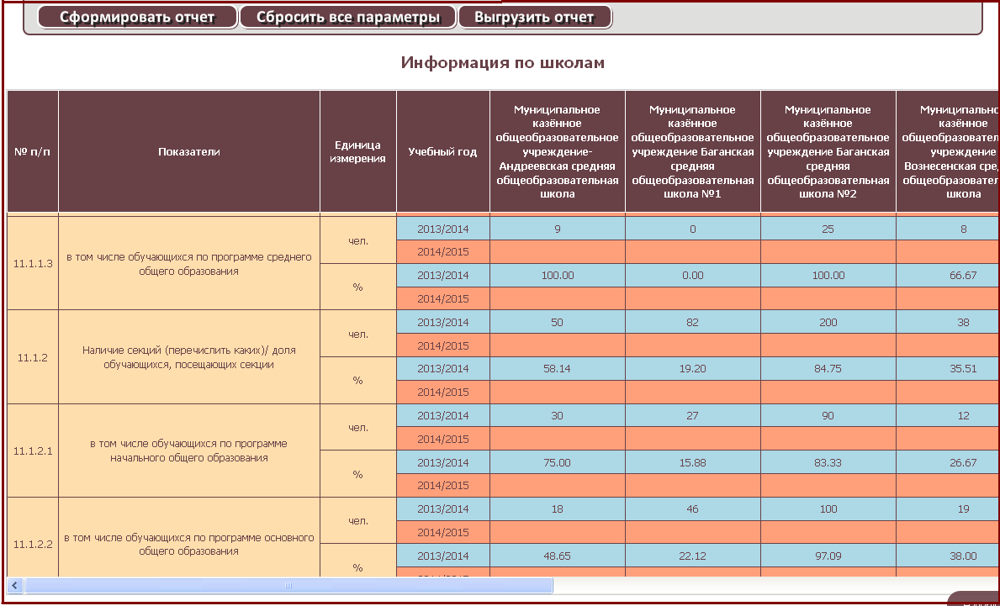 Сформировать отчет Сбросить все параметры Выгрузить отчет
Информация по школам
№ п/п
Показатели
Единица
измерения
Учебный год
Муниципальное
казённое
общеобразовательное
учреждение-
Андреевская средняя
общеобразовательная
школа
Муниципальное
казённое
общеобразовательное
учреждение Баганская
средняя
общеобразовательная
школа №1
Муниципальное
казённое
общеобразовательное
учреждение Баганская
средняя
общеобразовательная
школа №2
Муниципальнс
казённое
общеобразовател
учреждение
Вознесенская сре
общеобразовател
школа
11.1.1.3
в том числе обучающихся по программе среднего
общего образования
чел.
2013/2014 9 0 25 8
2014/2015
%
2013/2014 100.00 0.00 100.00 66.67
2014/2015
11.1.2
Наличие секций (перечислить каких)/ доля
обучающихся, посещающих секции
чел.
2013/2014 50 82 200 38
2014/2015
%
2013/2014 58.14 19.20 84.75 35.51
2014/2015
11.1.2.1
в том числе обучающихся по программе
начального общего образования
чел.
2013/2014 30 27 90 12
2014/2015
%
2013/2014 75.00 15.88 83.33 26.67
2014/2015
11.1.2.2
в том числе обучающихся по программе основного
общего образования
чел.
2013/2014 18 46 100 19
2014/2015
%
2013/2014 48.65 22.12 97.09 38.00